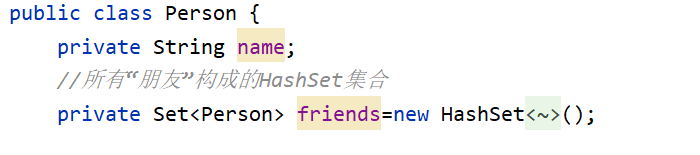 public class Person {
private String name;
//所有“朋友”构成的HashSet集合
private Set<Person> friends=new HashSet<~>();